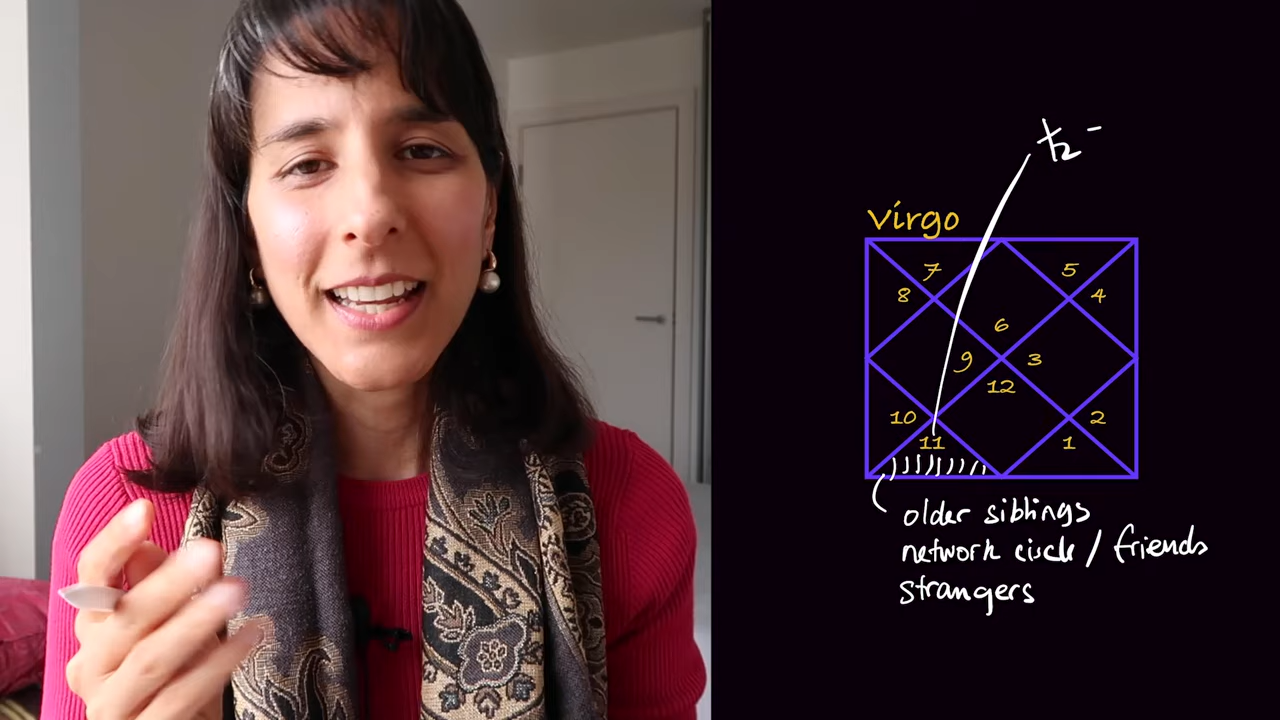 ち -
Virgo
7
5
8
4
6
9
3
12
10
2
11
1
older siblings
network circle / friends
strangers